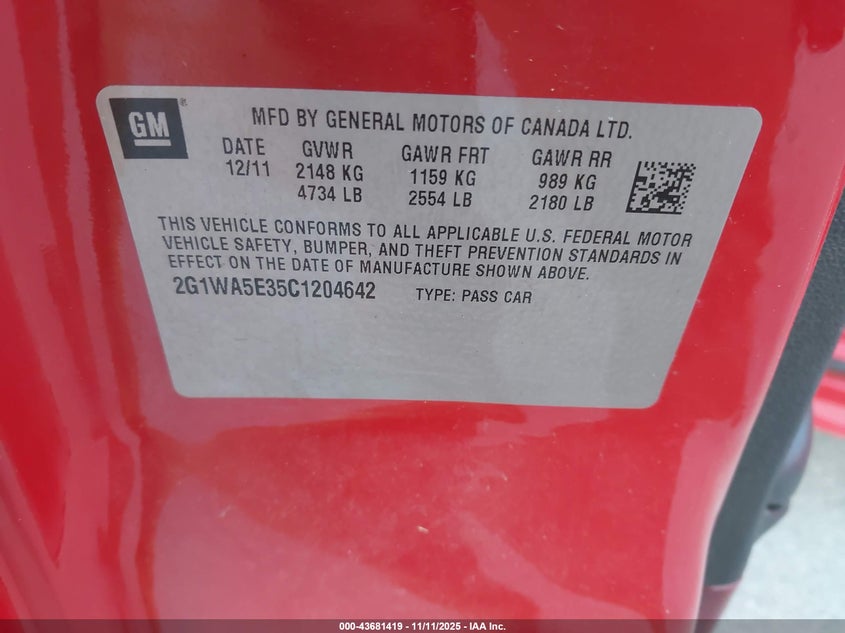 GM®
MFD BY GENERAL MOTORS OF CANADA LTD.
DATE GVWR GAWR FRT GAWR RR
12/11 2148 KG 1159 KG 989 KG
4734 LB 2554 LB 2180 LB
THIS VEHICLE CONFORMS TO ALL APPLICABLE U.S. FEDERAL MOTOR
VEHICLE SAFETY, BUMPER, AND THEFT PREVENTION STANDARDS IN
EFFECT ON THE DATE OF MANUFACTURE SHOWN ABOVE.
2G1WA5E35C1204642 TYPE: PASS CAR
000-43681419 - 11/11/2025 - IAA Inc.